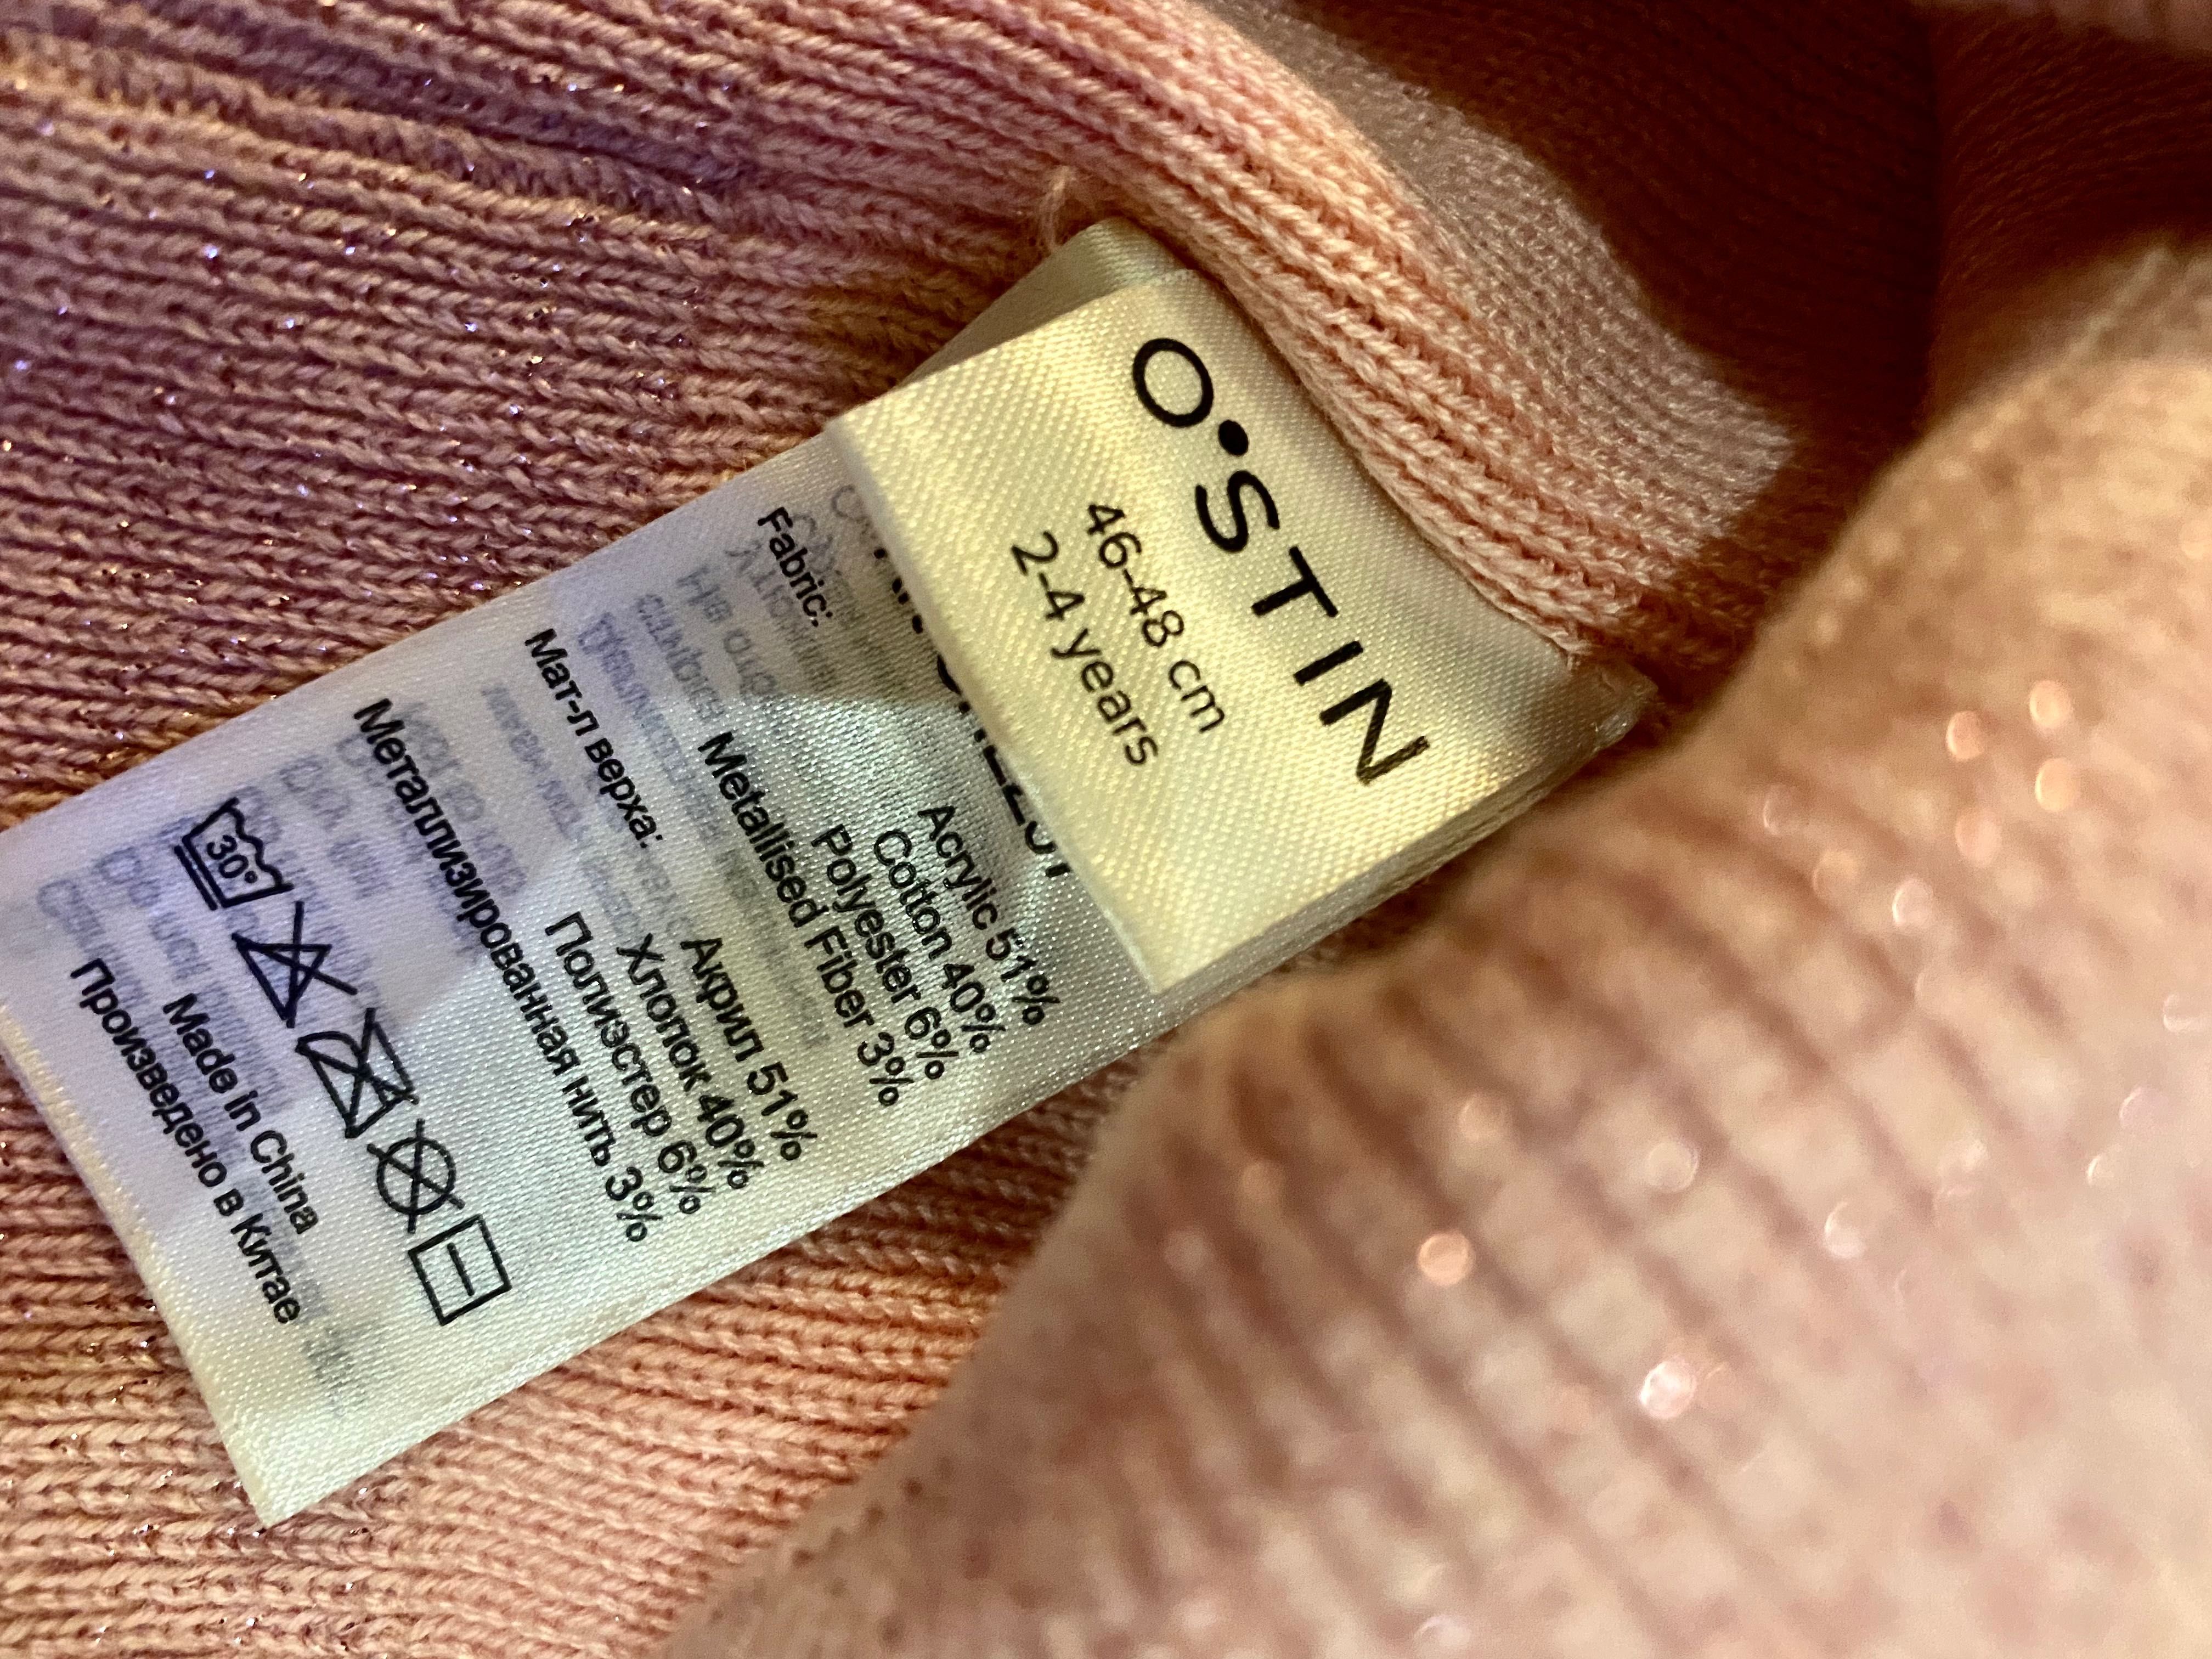 O•STIN
46-48 cm
2-4 years
Fabric:
Acrylic 51%
Cotton 40%
Polyester 6%
Metallised Fiber 3%
Мат-л верха:
Акрил 51%
Хлопок 40%
Полиэстер 6%
Металлизированная нить 3%
30°
Made in China
Произведено в Китае